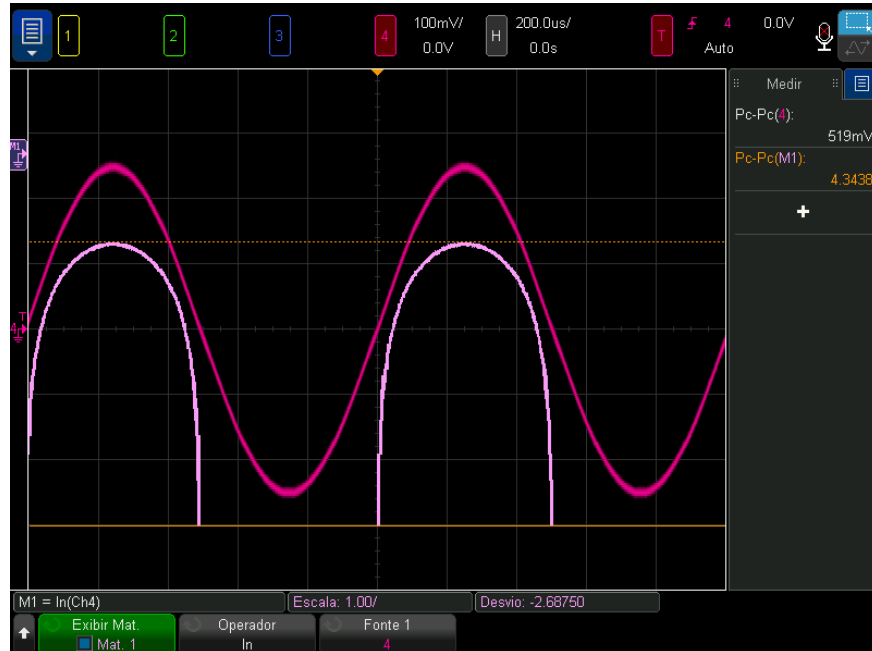 1 2 3 4 100mV/ 0.0V H 200.0us/ 0.0s T 4 0.0V Auto
Medir
Pc-Pc(4):
519mV
Pc-Pc(M1):
4.3438
+
M1
T
4
M1 = ln(Ch4) Escala: 1.00/ Desvio: -2.68750
Exibir Mat. Operador Fonte 1
Mat. 1 ln 4